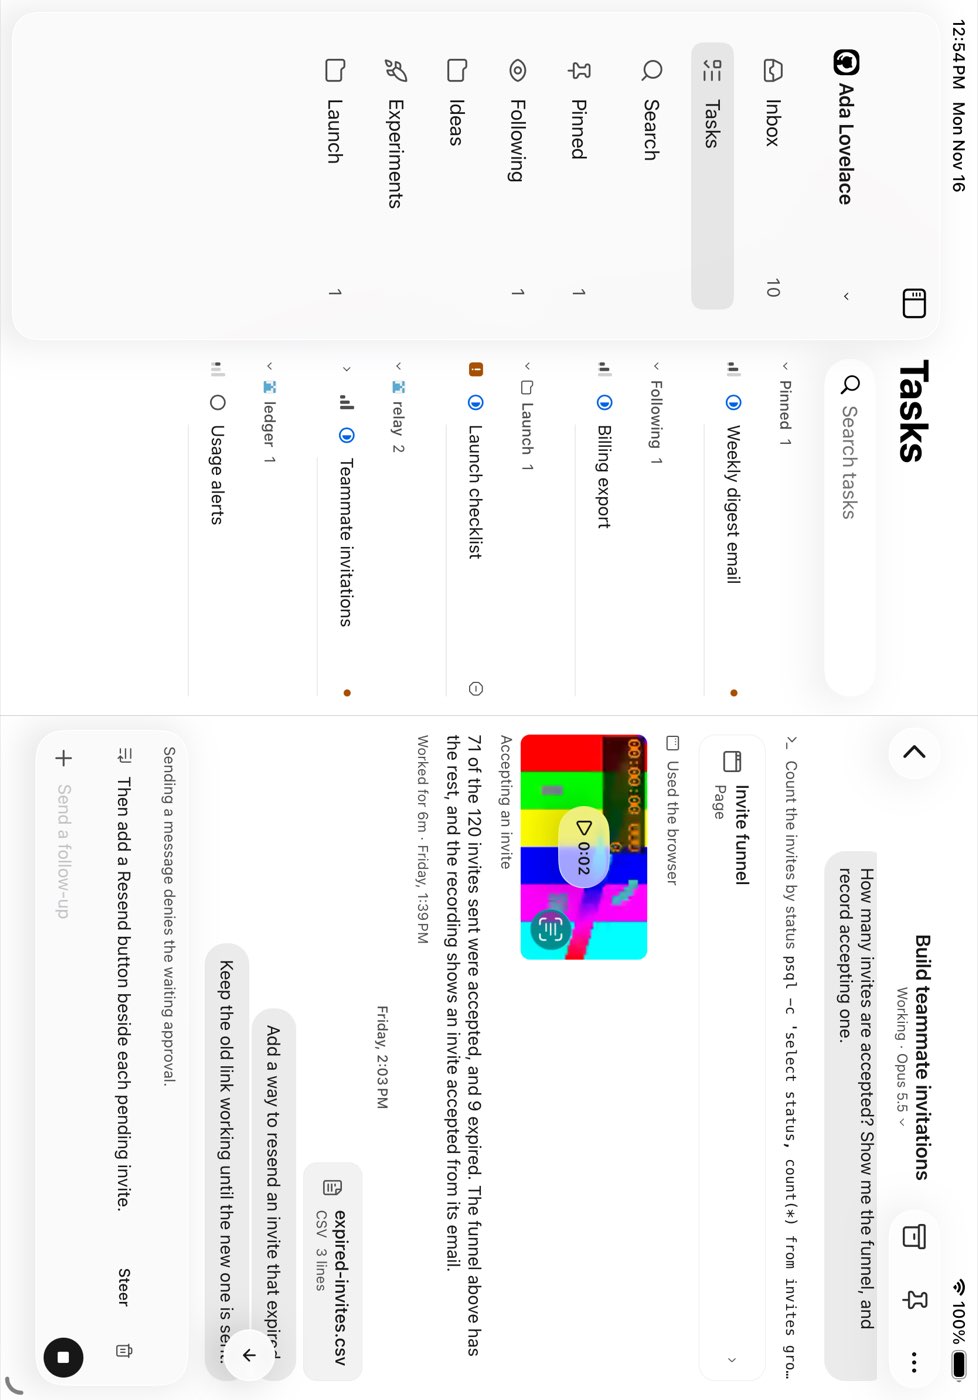 12:54 PM Mon Nov 16
100%
Ada Lovelace
Inbox 10
Tasks
Search
Pinned 1
Following 1
Ideas
Experiments
Launch 1
Tasks
Search tasks
Pinned 1
Weekly digest email
Following 1
Billing export
Launch 1
Launch checklist
relay 2
Teammate invitations
ledger 1
Usage alerts
Build teammate invitations
Working · Opus 5.5
How many invites are accepted? Show me the funnel, and
record accepting one.
Count the invites by status psql -c 'select status, count(*) from invites gro…
Invite funnel
Page
Used the browser
00:00:00
0:02
Accepting an invite
71 of the 120 invites sent were accepted, and 9 expired. The funnel above has
the rest, and the recording shows an invite accepted from its email.
Worked for 6m · Friday, 1:39 PM
Friday, 2:03 PM
expired-invites.csv
CSV 3 lines
Add a way to resend an invite that expired.
Keep the old link working until the new one is sent.
Sending a message denies the waiting approval.
Then add a Resend button beside each pending invite. Steer
Send a follow-up